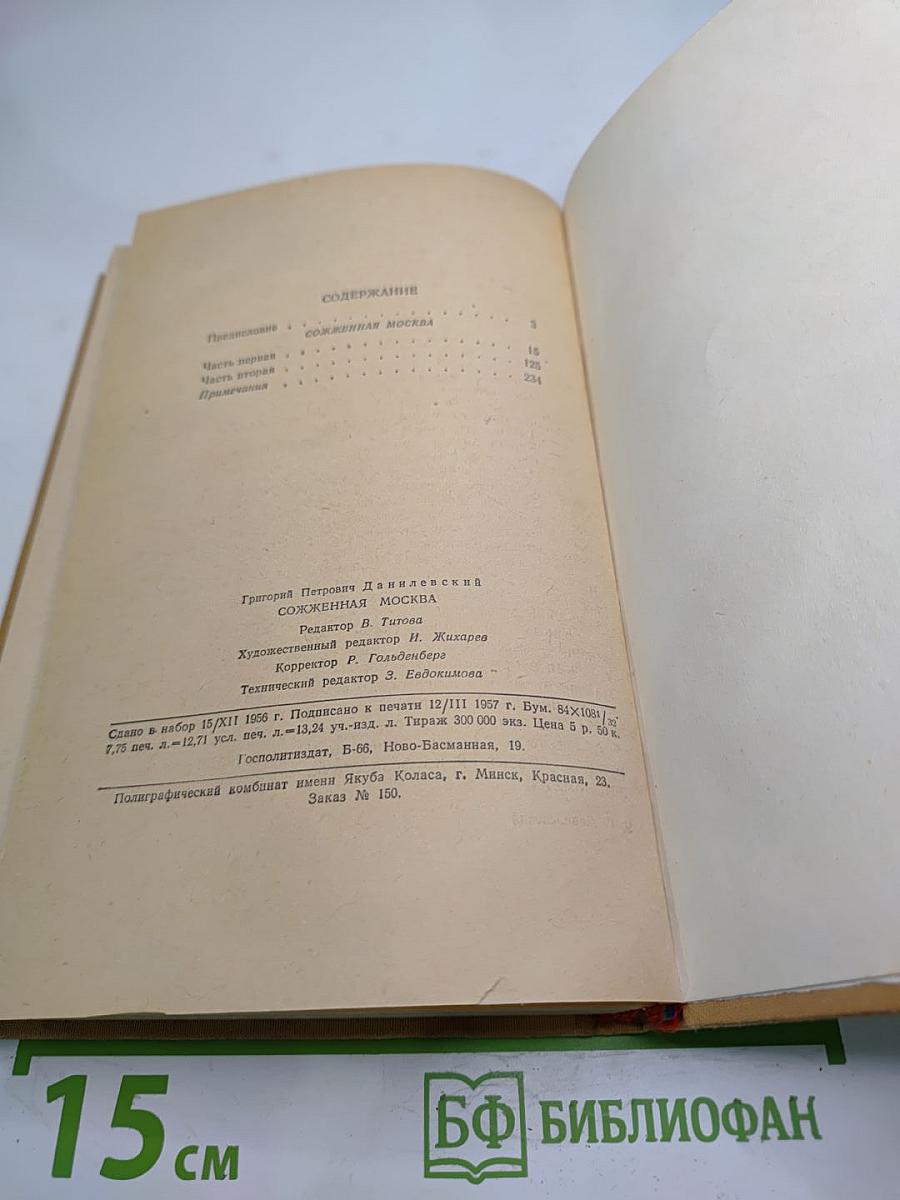 СОДЕРЖАНИЕ
Предисловие . . . . . . . . . . . . . 3
СОЖЖЕННАЯ МОСКВА
Часть первая . . . . . . . . . . . . . 15
Часть вторая . . . . . . . . . . . . . 125
Примечания . . . . . . . . . . . . . 234
Григорий Петрович Данилевский
СОЖЖЕННАЯ МОСКВА
Редактор В. Титова
Художественный редактор И. Жихарев
Корректор Р. Гольденберг
Технический редактор З. Евдокимова
Сдано в набор 15/XII 1956 г. Подписано к печати 12/III 1957 г. Бум. 84×108 1/32.
7,75 печ. л.=12,71 усл. печ. л.=13,24 уч.-изд. л. Тираж 300 000 экз. Цена 5 р. 50 к.
Госполитиздат, Б-66, Ново-Басманная, 19.
Полиграфический комбинат имени Якуба Коласа, г. Минск, Красная, 23.
Заказ № 150.
15 см
БФ БИБЛИОФАН